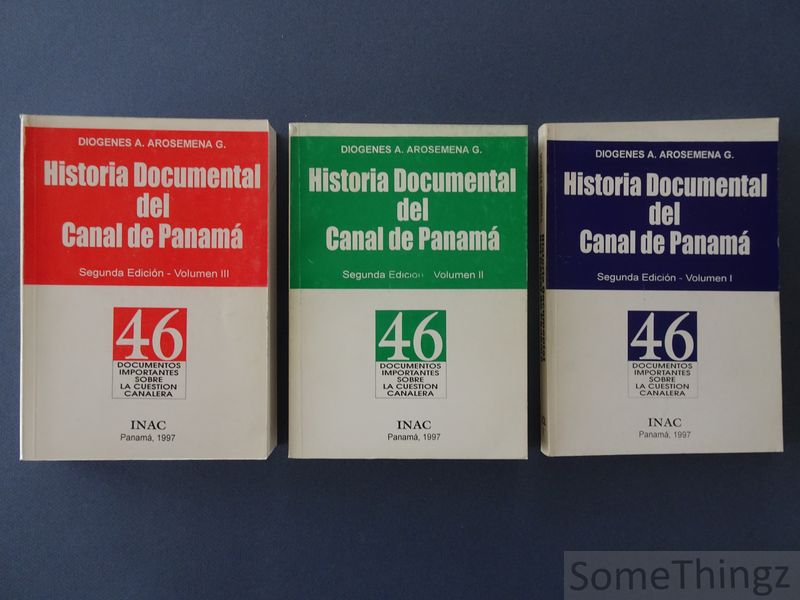 DIOGENES A. AROSEMENA G.
Historia Documental
del
Canal de Panamá
Segunda Edición - Volumen III
46
DOCUMENTOS
IMPORTANTES
SOBRE
LA CUESTION
CANALERA
INAC
Panamá, 1997
DIOGENES A. AROSEMENA G.
Historia Documental
del
Canal de Panamá
Segunda Edición Volumen II
46
DOCUMENTOS
IMPORTANTES
SOBRE
LA CUESTION
CANALERA
INAC
Panamá, 1997
DIOGENES A. AROSEMENA G.
Historia Documental
del
Canal de Panamá
Segunda Edición - Volumen I
46
DOCUMENTOS
IMPORTANTES
SOBRE
LA CUESTION
CANALERA
INAC
Panamá, 1997
SomeThingz